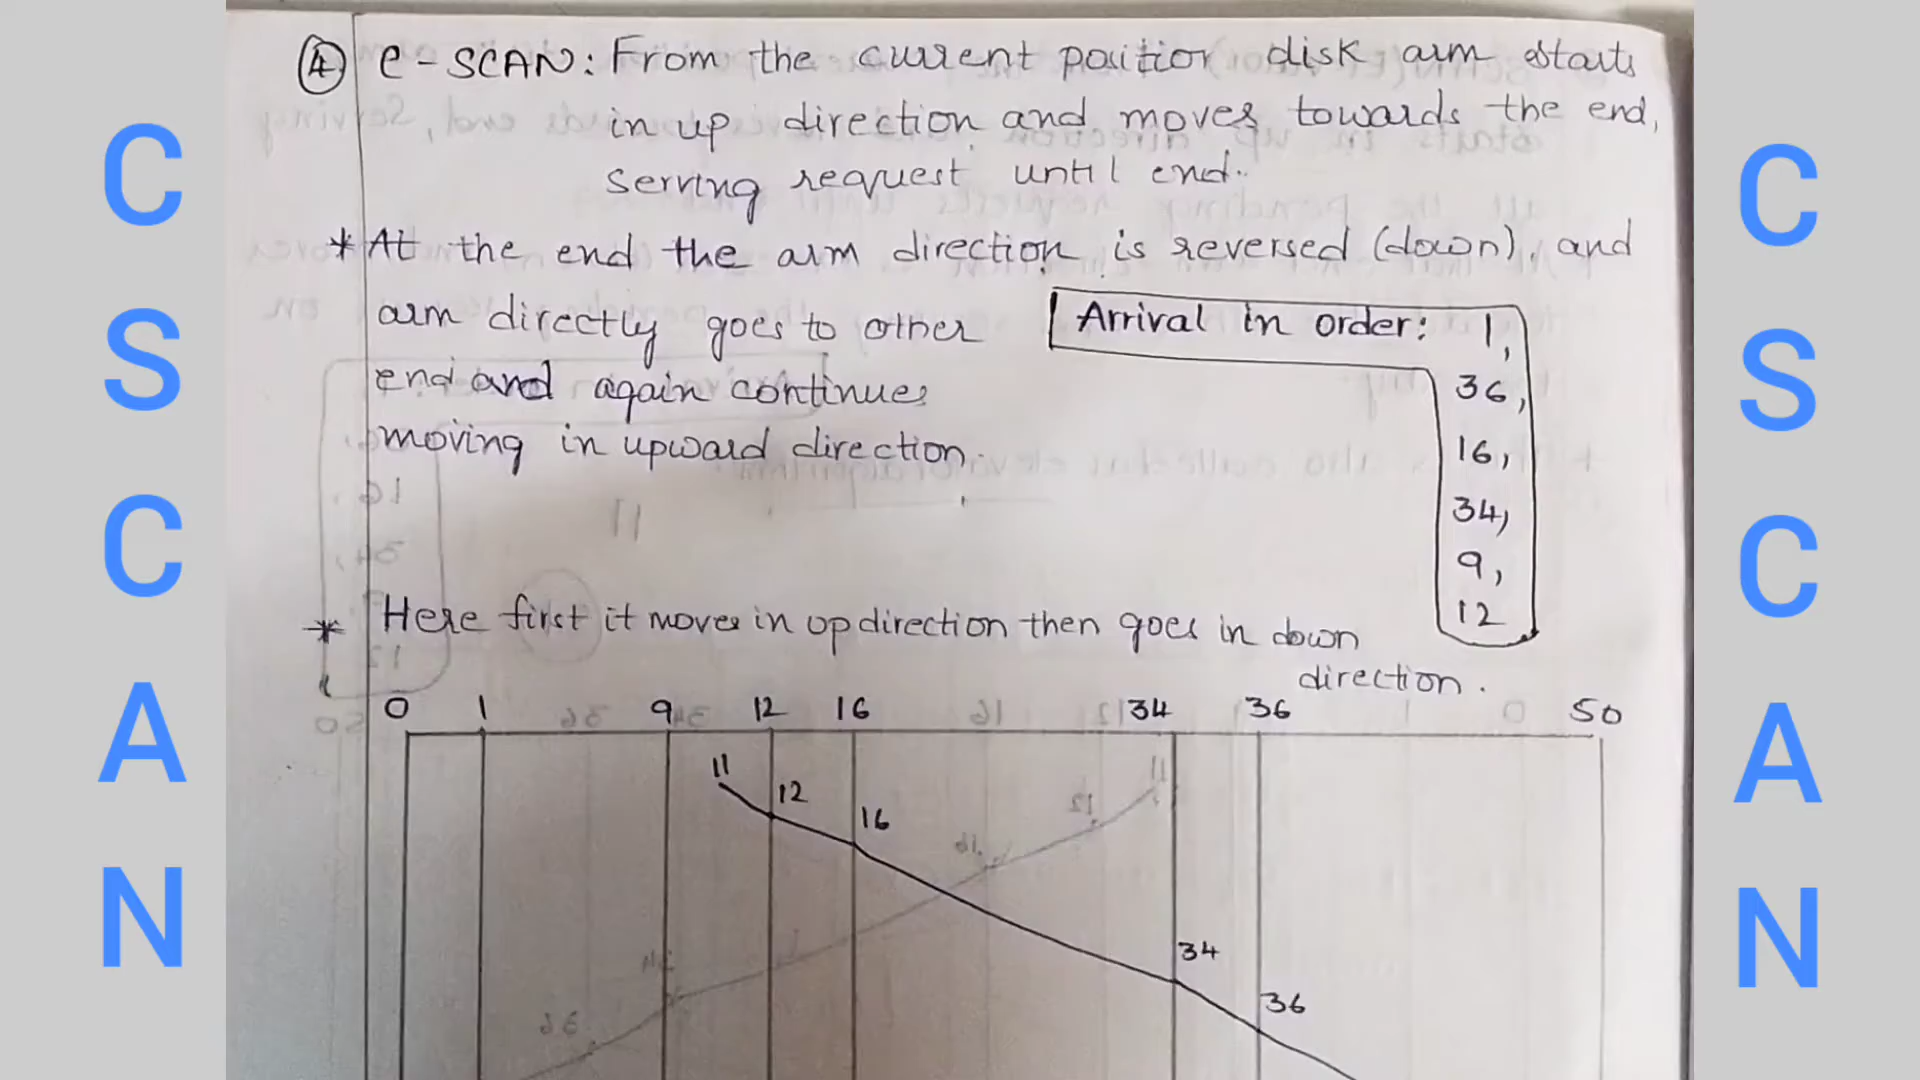 C
S
C
A
N
④ C-SCAN: From the current position disk arm starts
in up direction and moves towards the end,
serving request until end.
* At the end the arm direction is reversed (down), and
arm directly goes to other
end and again continues
moving in upward direction.
Arrival in order: 1,
36,
16,
34,
9,
12
* Here first it moves in up direction then goes in down
direction.
0 1 9 12 16 34 36 50
11
12
16
34
36
C
S
C
A
N